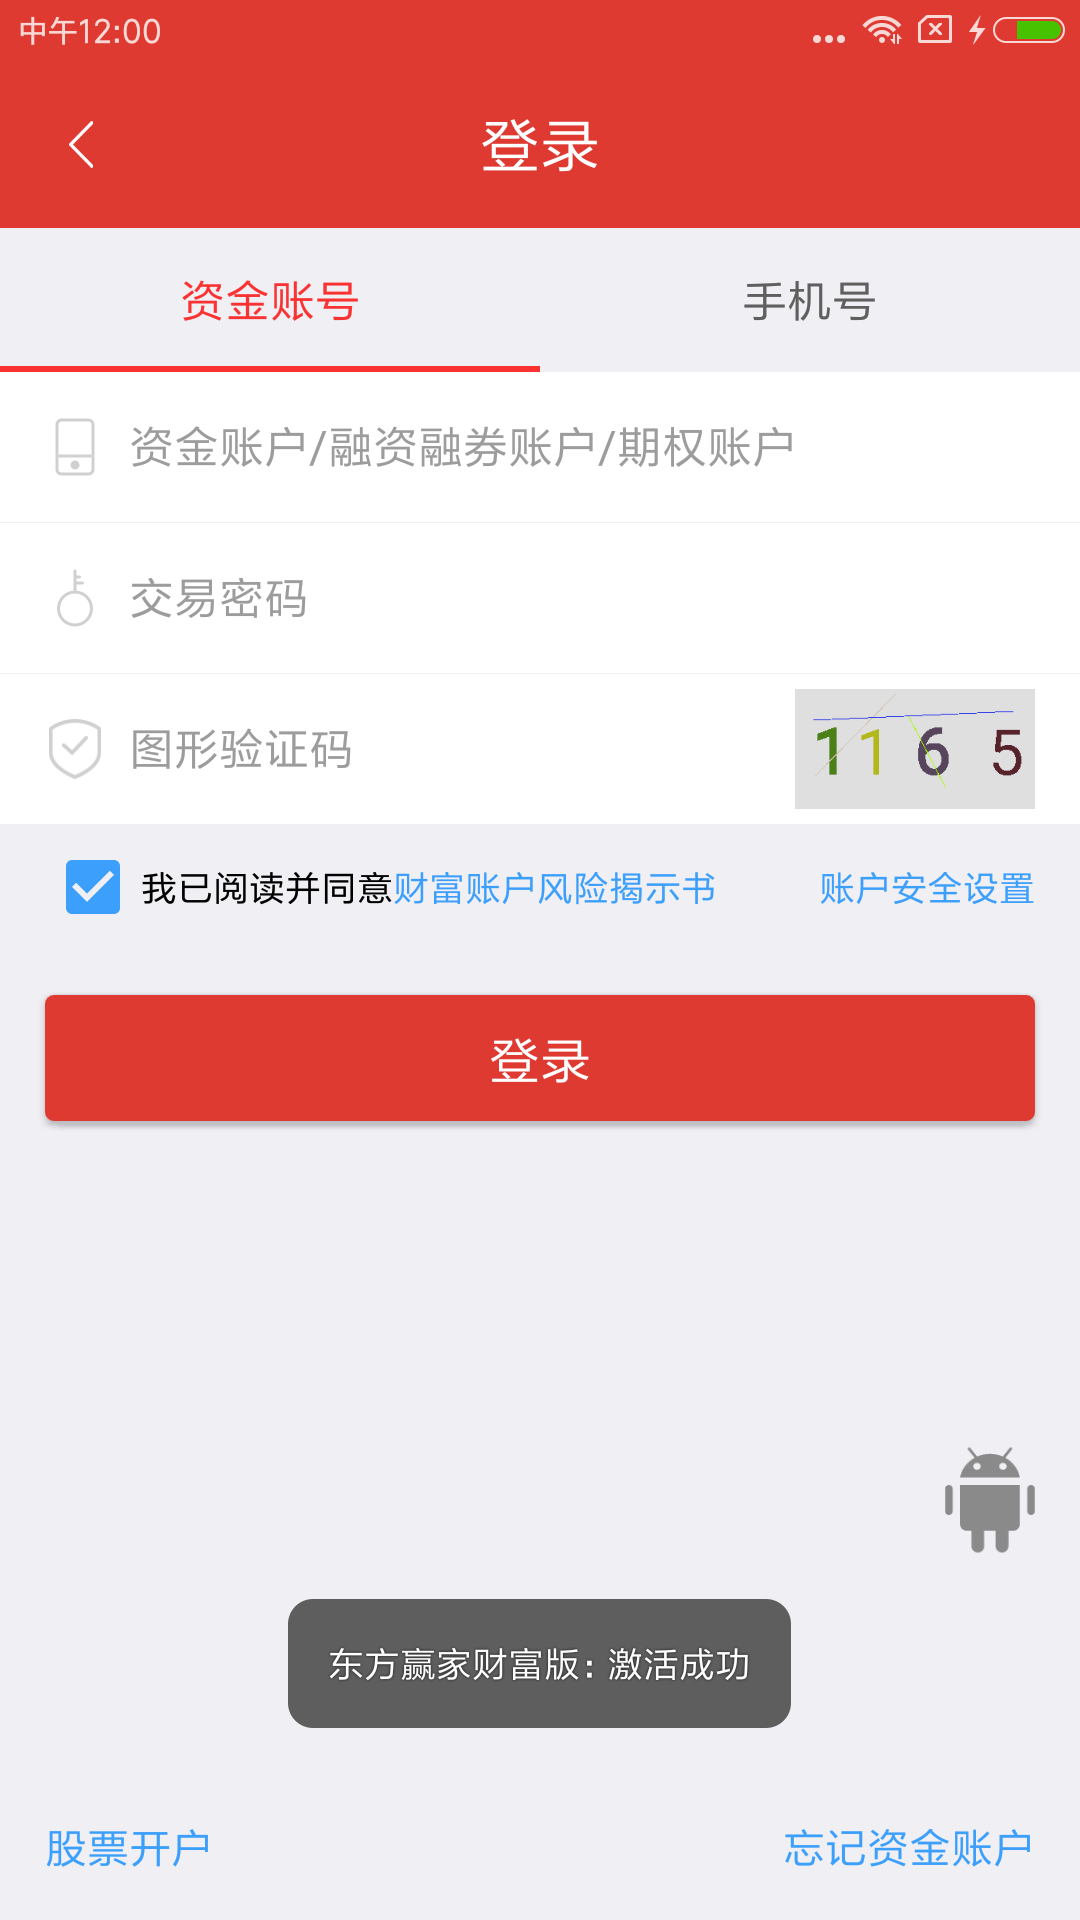 中午12:00
登录
资金账号
手机号
资金账户/融资融券账户/期权账户
交易密码
图形验证码
1 1 6 5
我已阅读并同意财富账户风险揭示书
账户安全设置
登录
东方赢家财富版: 激活成功
股票开户
忘记资金账户